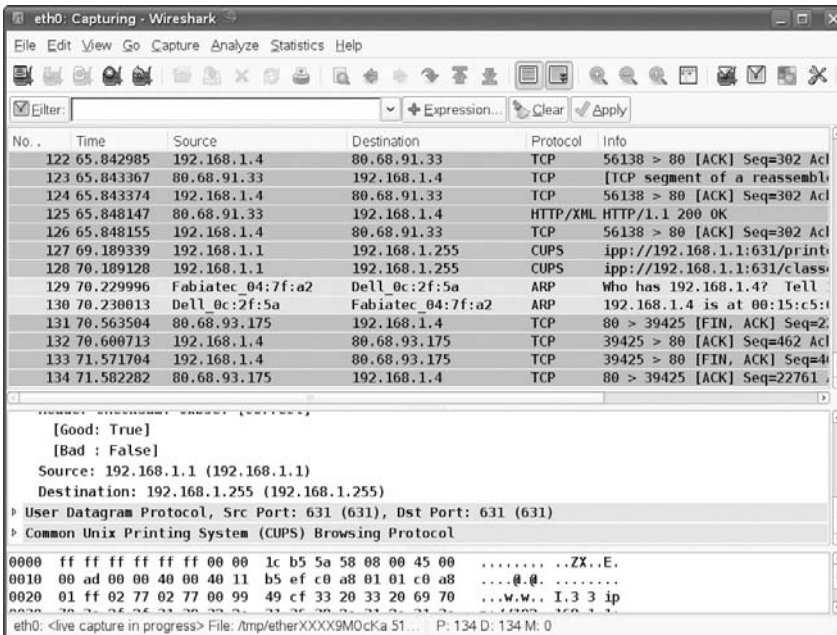 eth0: Capturing - Wireshark
File Edit View Go Capture Analyze Statistics Help
Filter: Expression... Clear Apply
No. . Time Source Destination Protocol Info
122 65.842985 192.168.1.4 80.68.91.33 TCP 56138 > 80 [ACK] Seq=302 Ac
123 65.843367 80.68.91.33 192.168.1.4 TCP [TCP segment of a reassemble
124 65.843374 192.168.1.4 80.68.91.33 TCP 56138 > 80 [ACK] Seq=302 Ac
125 65.848147 80.68.91.33 192.168.1.4 HTTP/XML HTTP/1.1 200 OK
126 65.848155 192.168.1.4 80.68.91.33 TCP 56138 > 80 [ACK] Seq=302 Ac
127 69.189339 192.168.1.1 192.168.1.255 CUPS ipp://192.168.1.1:631/print
128 70.189128 192.168.1.1 192.168.1.255 CUPS ipp://192.168.1.1:631/class
129 70.229996 Fabiatec_04:7f:a2 Dell_0c:2f:5a ARP Who has 192.168.1.4? Tell
130 70.230013 Dell_0c:2f:5a Fabiatec_04:7f:a2 ARP 192.168.1.4 is at 00:15:c5:
131 70.563504 80.68.93.175 192.168.1.4 TCP 80 > 39425 [FIN, ACK] Seq=2
132 70.600713 192.168.1.4 80.68.93.175 TCP 39425 > 80 [ACK] Seq=462 Ac
133 71.571704 192.168.1.4 80.68.93.175 TCP 39425 > 80 [FIN, ACK] Seq=4
134 71.582282 80.68.93.175 192.168.1.4 TCP 80 > 39425 [ACK] Seq=22761
[Good: True]
[Bad : False]
Source: 192.168.1.1 (192.168.1.1)
Destination: 192.168.1.255 (192.168.1.255)
User Datagram Protocol, Src Port: 631 (631), Dst Port: 631 (631)
Common Unix Printing System (CUPS) Browsing Protocol
0000 ff ff ff ff ff ff 00 00 1c b5 5a 58 08 00 45 00 ........ ..ZX..E.
0010 00 ad 00 00 40 00 40 11 b5 ef c0 a8 01 01 c0 a8 ....@.@. ........
0020 01 ff 02 77 02 77 00 99 49 cf 33 20 33 20 69 70 ...w.w.. I.3 3 ip
eth0: <live capture in progress> File: /tmp/etherXXXX9MOcKa 51... P: 134 D: 134 M: 0